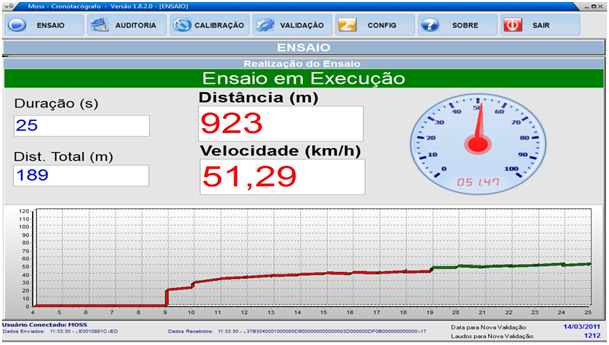 Moss - Cronotacógrafo - Versão 1.8.2.0 - [ENSAIO]
ENSAIO AUDITORIA CALIBRAÇÃO VALIDAÇÃO CONFIG SOBRE SAIR
ENSAIO
Realização do Ensaio
Ensaio em Execução
Duração (s)
25
Distância (m)
923
Dist. Total (m)
189
Velocidade (km/h)
51,29
0 10 20 30 40 50 60 70 80 90 100
051.47
120
110
100
90
80
70
60
50
40
30
20
10
0
4 5 6 7 8 9 10 11 12 13 14 15 16 17 18 19 20 21 22 23 24 25
Usuário Conectado: MOSS
Data para Nova Validação: 14/03/2011
Dados Enviados: 11:33:30 -
Dados Recebidos: 11:33:30 -
Laudos para Nova Validação: 1212